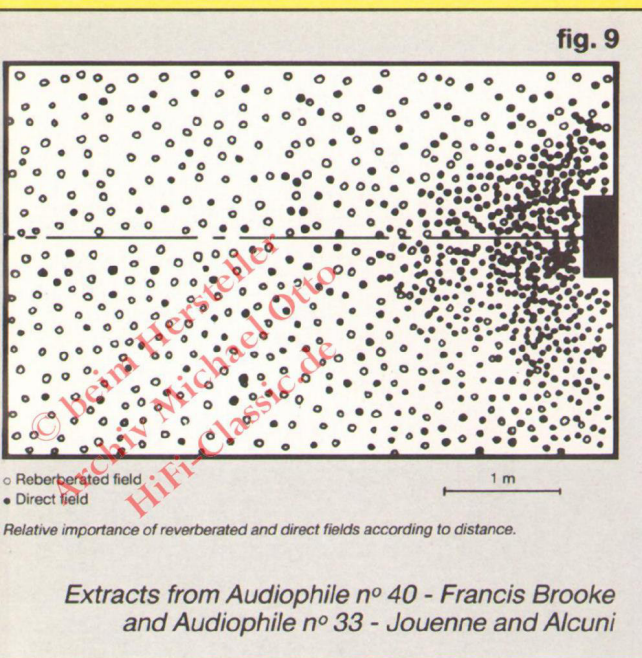 fig. 9
© beim Hersteller
Archiv Michael Otto
HiFi-Classic.de
○ Reberberated field
● Direct field
1 m
Relative importance of reverberated and direct fields according to distance.
Extracts from Audiophile nº 40 - Francis Brooke
and Audiophile nº 33 - Jouenne and Alcuni